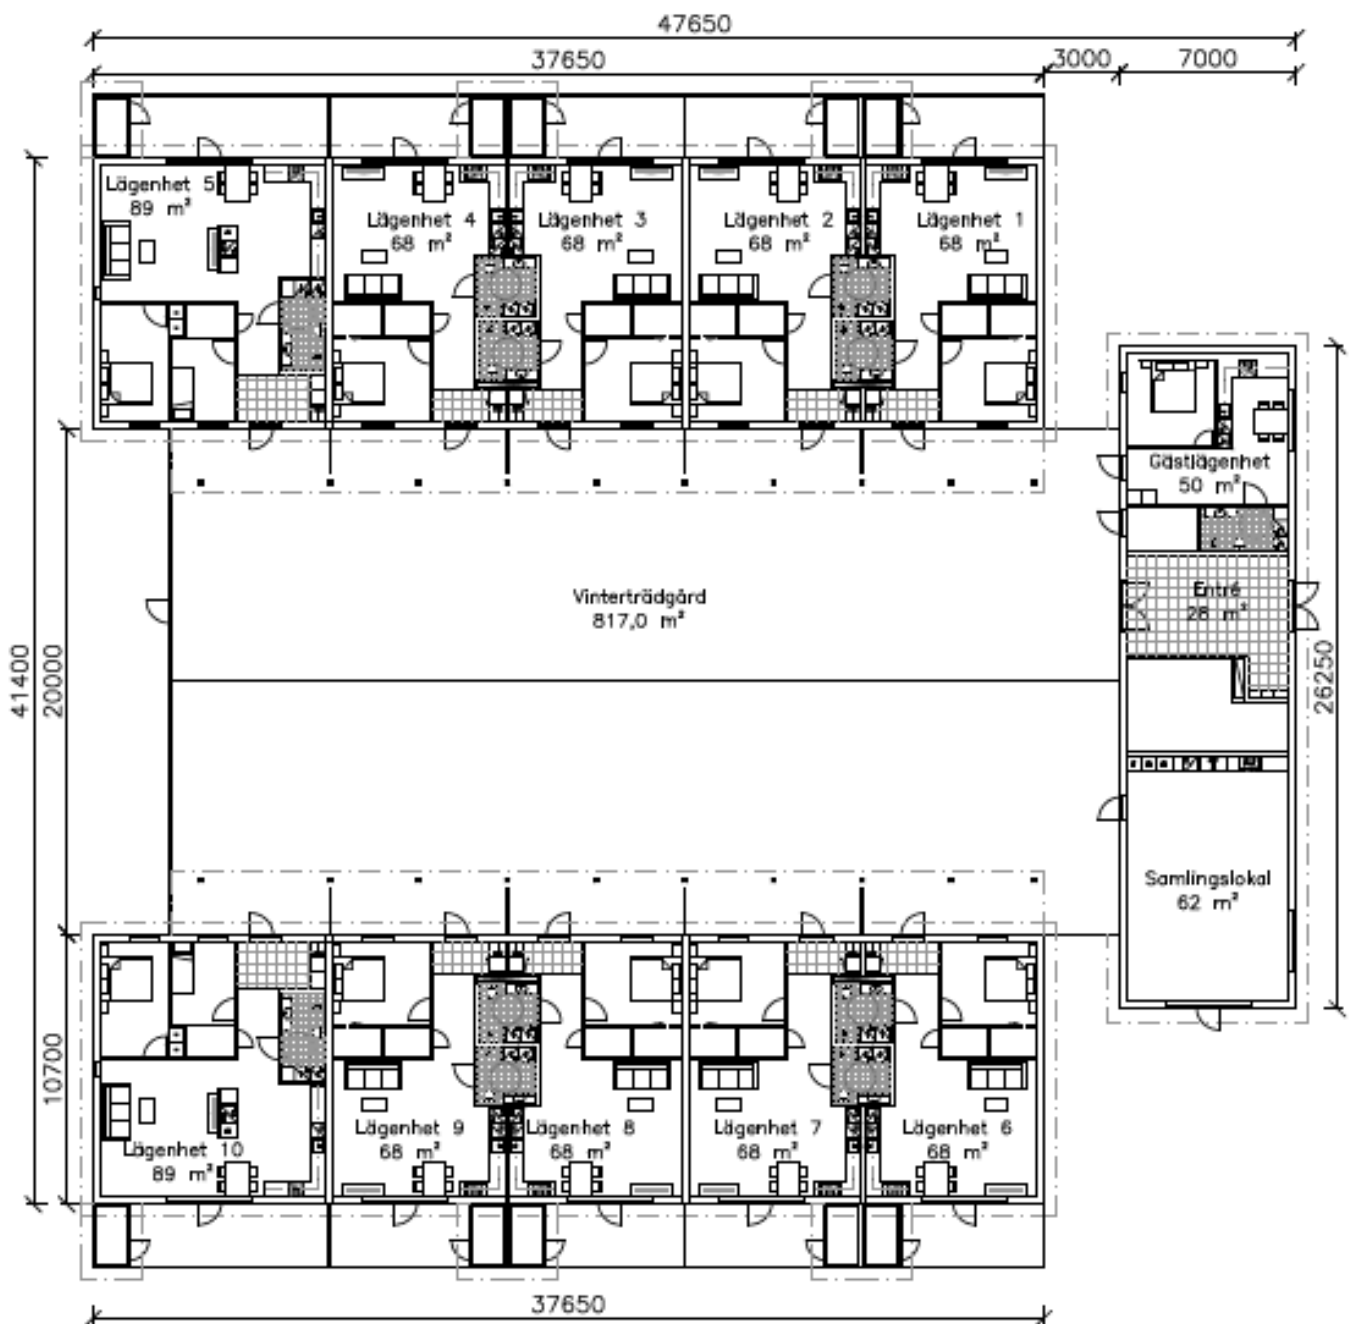 47650
37650
3000
7000
Lägenhet 5
89 m²
Lägenhet 4
68 m²
Lägenhet 3
68 m²
Lägenhet 2
68 m²
Lägenhet 1
68 m²
Gästlägenhet
50 m²
Vinterträdgård
817,0 m²
Entré
28 m²
41400
20000
26250
Samlingslokal
62 m²
10700
Lägenhet 10
89 m²
Lägenhet 9
68 m²
Lägenhet 8
68 m²
Lägenhet 7
68 m²
Lägenhet 6
68 m²
37650